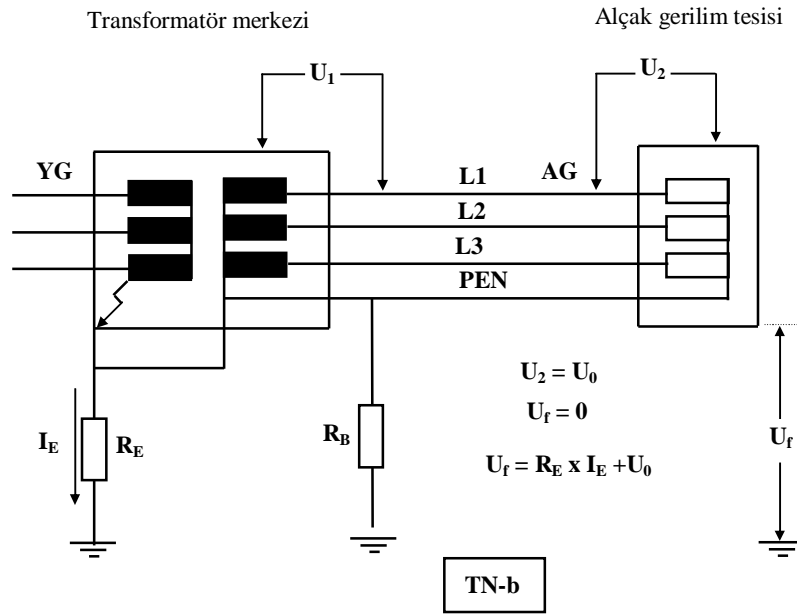 Transformatör merkezi
Alçak gerilim tesisi
U1
U2
YG
L1
AG
L2
L3
PEN
U2 = U0
Uf = 0
Uf = RE x IE +U0
IE
RE
RB
Uf
TN-b